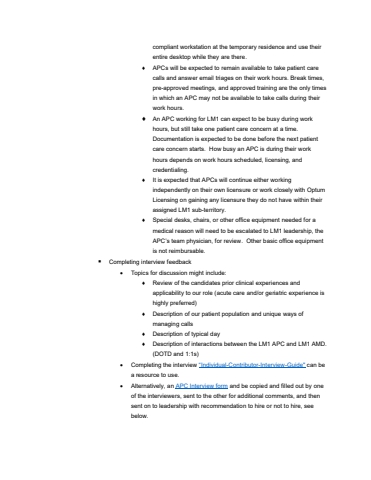 compliant workstation at the temporary residence and use their
entire desktop while they are there.
♦ APCs will be expected to remain available to take patient care
calls and answer email triages on their work hours. Break times,
pre-approved meetings, and approved training are the only times
in which an APC may not be available to take calls during their
work hours.
♦ An APC working for LM1 can expect to be busy during work
hours, but still take one patient care concern at a time.
Documentation is expected to be done before the next patient
care concern starts. How busy an APC is during their work
hours depends on work hours scheduled, licensing, and
credentialing.
♦ It is expected that APCs will continue either working
independently on their own licensure or work closely with Optum
Licensing on gaining any licensure they do not have within their
assigned LM1 sub-territory.
♦ Special desks, chairs, or other office equipment needed for a
medical reason will need to be escalated to LM1 leadership, the
APC's team physician, for review. Other basic office equipment
is not reimbursable.
▪ Completing interview feedback
• Topics for discussion might include:
♦ Review of the candidates prior clinical experiences and
applicability to our role (acute care and/or geriatric experience is
highly preferred)
♦ Description of our patient population and unique ways of
managing calls
♦ Description of typical day
♦ Description of interactions between the LM1 APC and LM1 AMD.
(DOTD and 1:1s)
• Completing the interview "Individual-Contributor-Interview-Guide" can be
a resource to use.
• Alternatively, an APC Interview form and be copied and filled out by one
of the interviewers, sent to the other for additional comments, and then
sent on to leadership with recommendation to hire or not to hire, see
below.